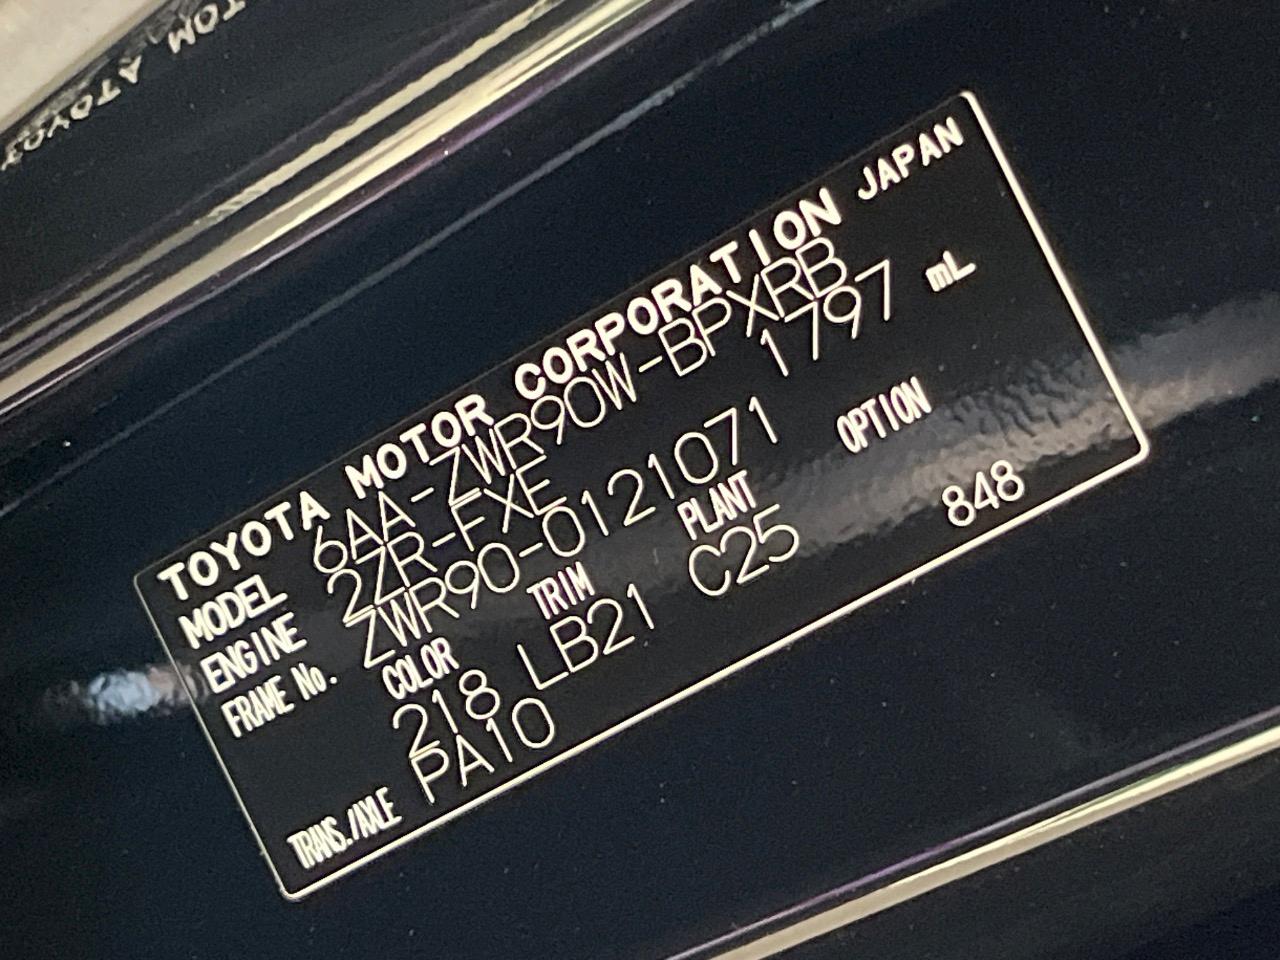 TOYOTA MOTOR CORPORATION JAPAN
MODEL 6AA-ZWR90W-BPXRB
ENGINE 2ZR-FXE 1797 mL
FRAME No. ZWR90-0121071
COLOR TRIM PLANT OPTION
218 LB21 C25 848
TRANS./AXLE PA10